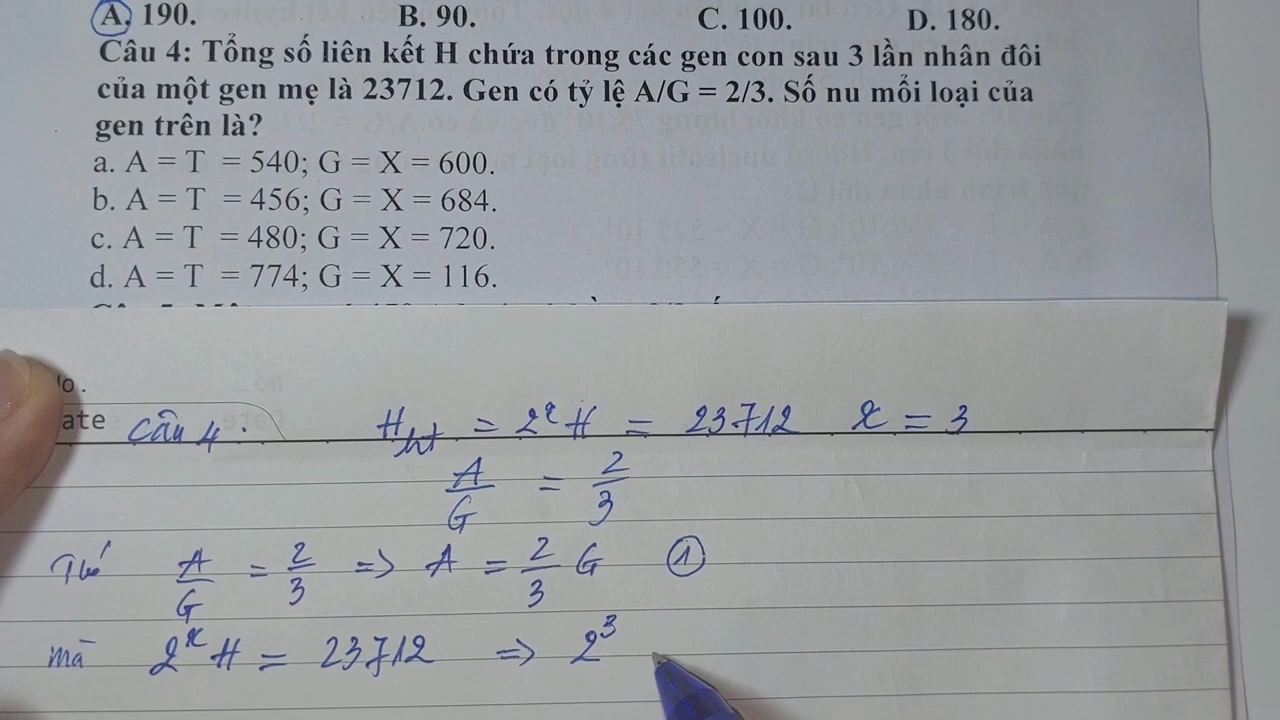 A. 190. B. 90. C. 100. D. 180.
Câu 4: Tổng số liên kết H chứa trong các gen con sau 3 lần nhân đôi
của một gen mẹ là 23712. Gen có tỷ lệ A/G = 2/3. Số nu mỗi loại của
gen trên là?
a. A = T = 540; G = X = 600.
b. A = T = 456; G = X = 684.
c. A = T = 480; G = X = 720.
d. A = T = 774; G = X = 116.
ate Câu 4: H_ht = 2^x H = 23712 x = 3
A/G = 2/3
Từ A/G = 2/3 => A = 2/3 G ①
mà 2^x H = 23712 => 2^3